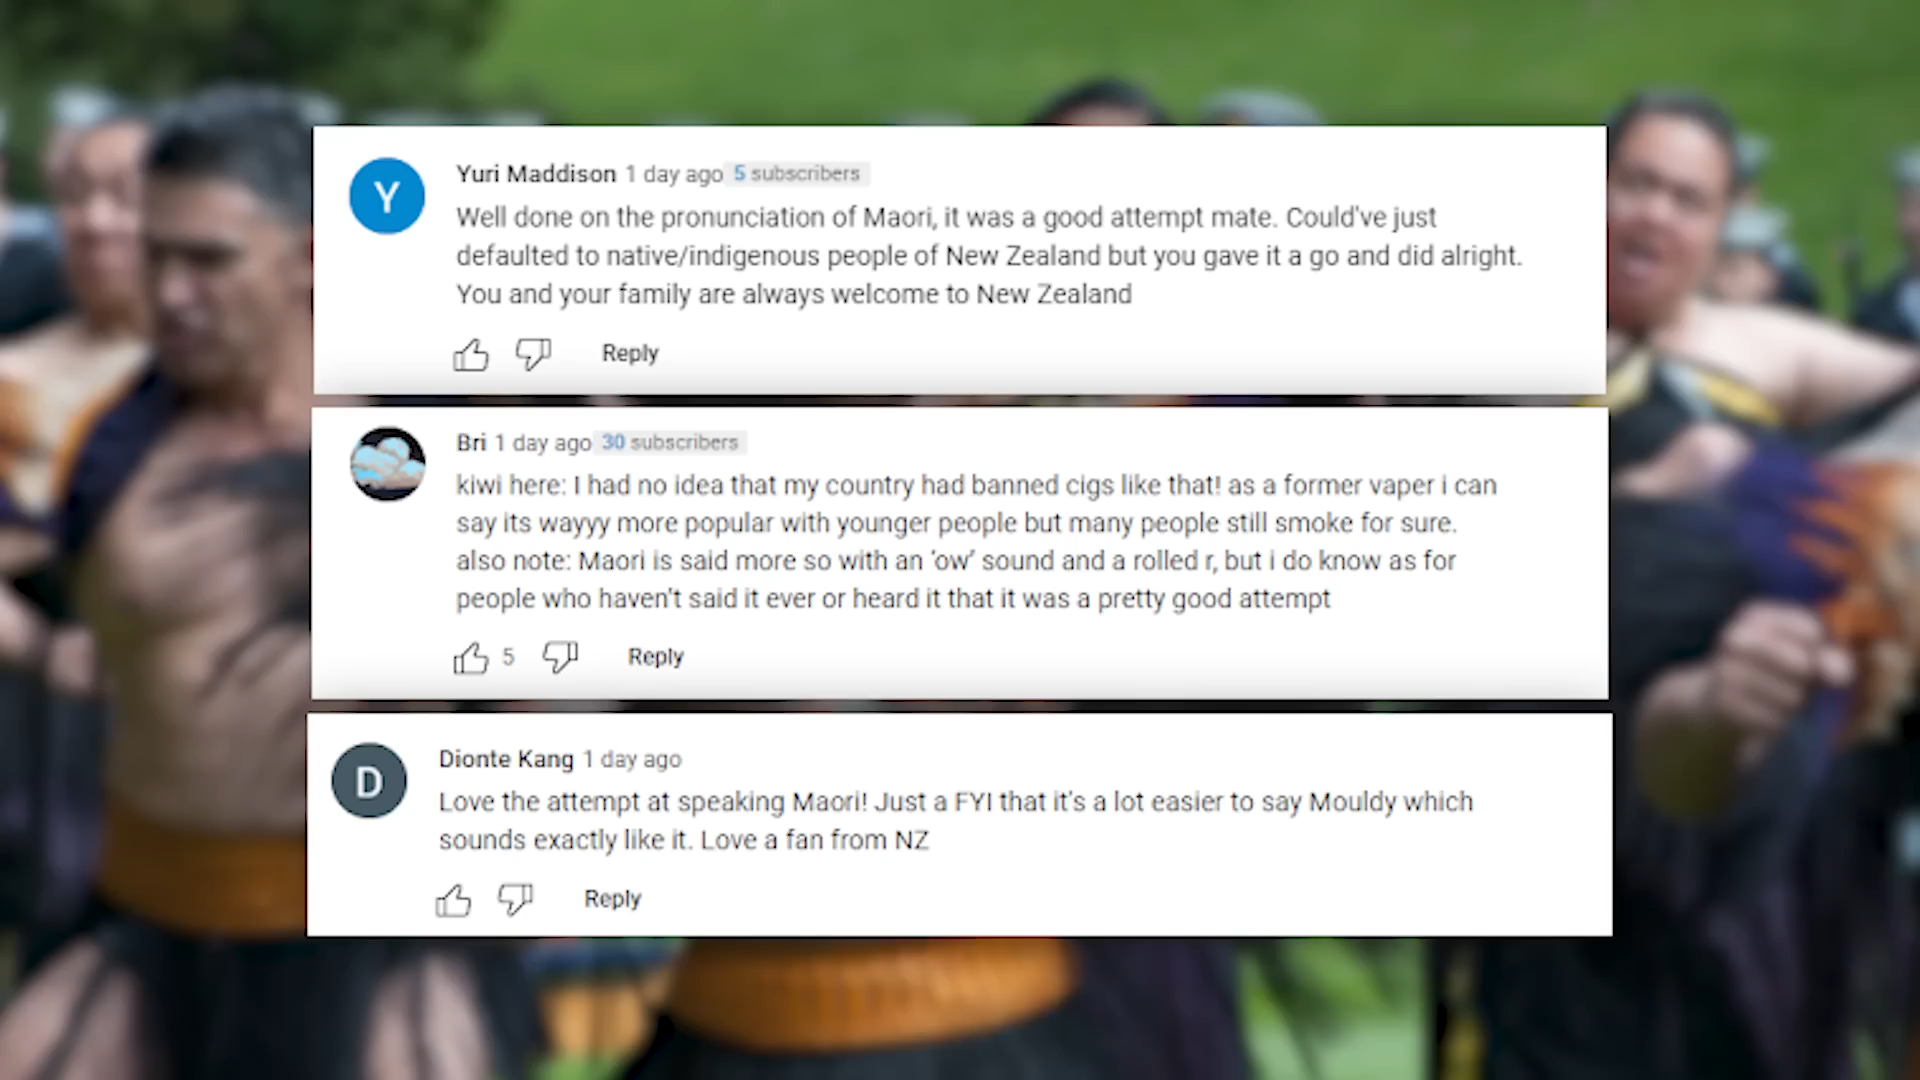 Y
Yuri Maddison 1 day ago 5 subscribers
Well done on the pronunciation of Maori, it was a good attempt mate. Could've just
defaulted to native/indigenous people of New Zealand but you gave it a go and did alright.
You and your family are always welcome to New Zealand
Reply
Bri 1 day ago 30 subscribers
kiwi here: I had no idea that my country had banned cigs like that! as a former vaper i can
say its wayyy more popular with younger people but many people still smoke for sure.
also note: Maori is said more so with an 'ow' sound and a rolled r, but i do know as for
people who haven't said it ever or heard it that it was a pretty good attempt
5 Reply
D
Dionte Kang 1 day ago
Love the attempt at speaking Maori! Just a FYI that it's a lot easier to say Mouldy which
sounds exactly like it. Love a fan from NZ
Reply